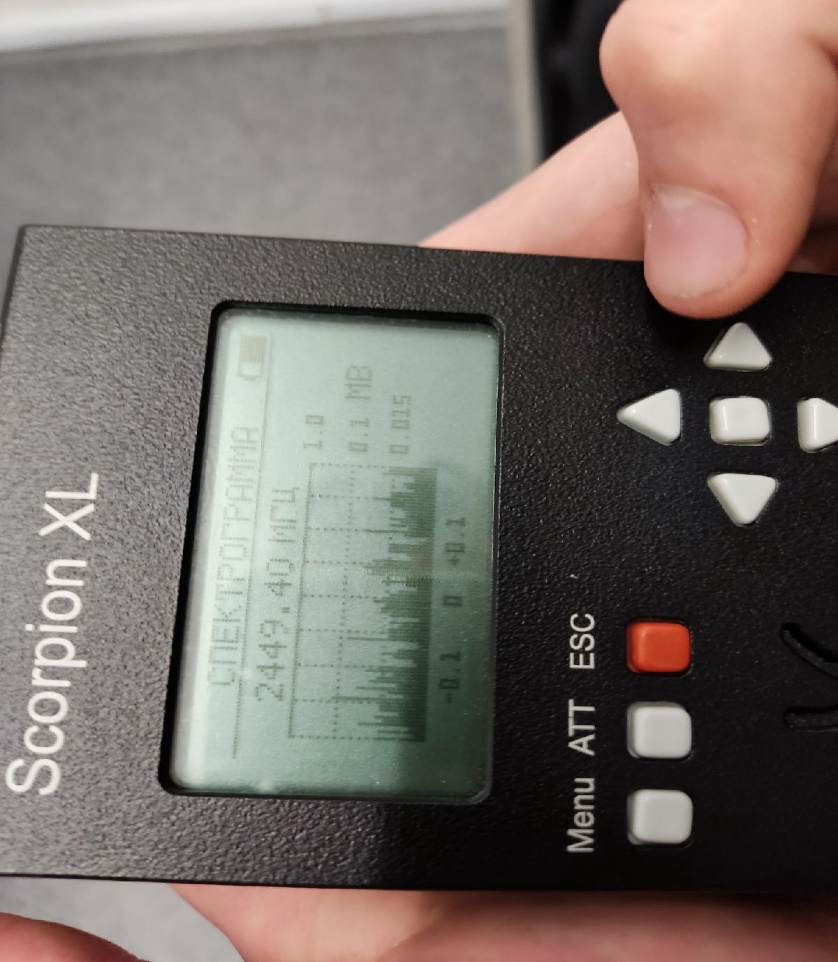 Scorpion XL
СПЕКТРОГРАММА
2449.40 МГЦ
1.0
0.1 МВ
0.015
-0.1 0 +0.1
Menu ATT ESC